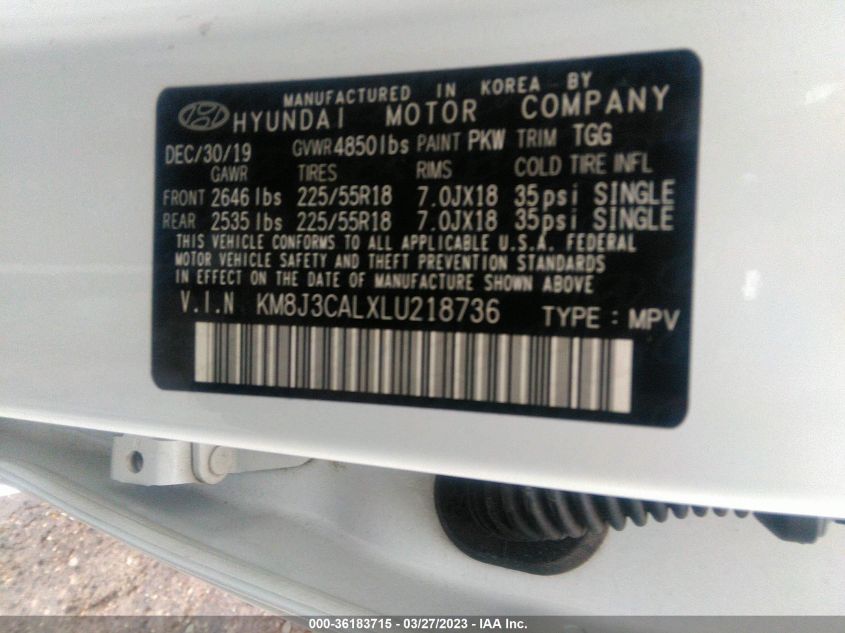 MANUFACTURED IN KOREA BY
HYUNDAI MOTOR COMPANY
DEC/30/19 GVWR 4850lbs PAINT PKW TRIM TGG
GAWR TIRES RIMS COLD TIRE INFL
FRONT 2646 lbs 225/55R18 7.0JX18 35psi SINGLE
REAR 2535 lbs 225/55R18 7.0JX18 35psi SINGLE
THIS VEHICLE CONFORMS TO ALL APPLICABLE U.S.A. FEDERAL
MOTOR VEHICLE SAFETY AND THEFT PREVENTION STANDARDS
IN EFFECT ON THE DATE OF MANUFACTURE SHOWN ABOVE
V.I.N KM8J3CALXLU218736 TYPE : MPV
000-36183715 - 03/27/2023 - IAA Inc.